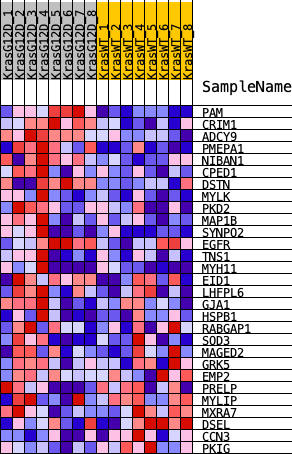 KrasG12D_1
KrasG12D_2
KrasG12D_3
KrasG12D_4
KrasG12D_5
KrasG12D_6
KrasG12D_7
KrasG12D_8
KrasWT_1
KrasWT_2
KrasWT_3
KrasWT_4
KrasWT_5
KrasWT_6
KrasWT_7
KrasWT_8
SampleName
PAM
CRIM1
ADCY9
PMEPA1
NIBAN1
CPED1
DSTN
MYLK
PKD2
MAP1B
SYNPO2
EGFR
TNS1
MYH11
EID1
LHFPL6
GJA1
HSPB1
RABGAP1
SOD3
MAGED2
GRK5
EMP2
PRELP
MYLIP
MXRA7
DSEL
CCN3
PKIG